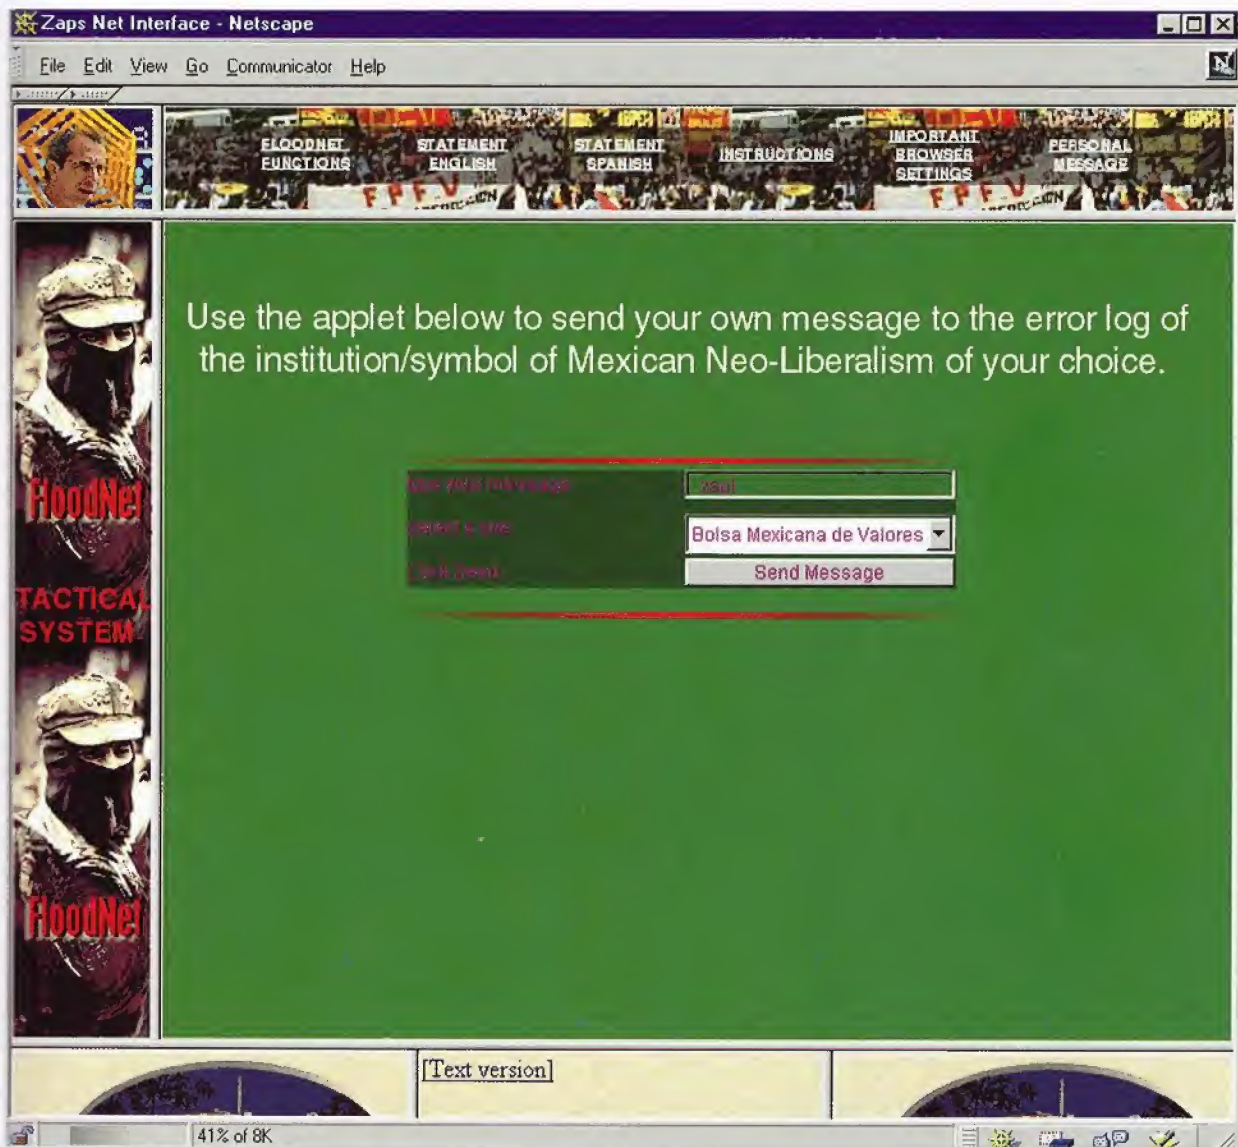 Zaps Net Interface - Netscape
File Edit View Go Communicator Help
FLOODNET
FUNCTIONS
STATEMENT
ENGLISH
STATEMENT
SPANISH
INSTRUCTIONS
IMPORTANT
BROWSER
SETTINGS
PERSONAL
MESSAGE
F P F V
F P F V
Use the applet below to send your own message to the error log of
the institution/symbol of Mexican Neo-Liberalism of your choice.
Bolsa Mexicana de Valores
Send Message
FloodNet
TACTICAL
SYSTEM
FloodNet
[Text version]
41% of 8K